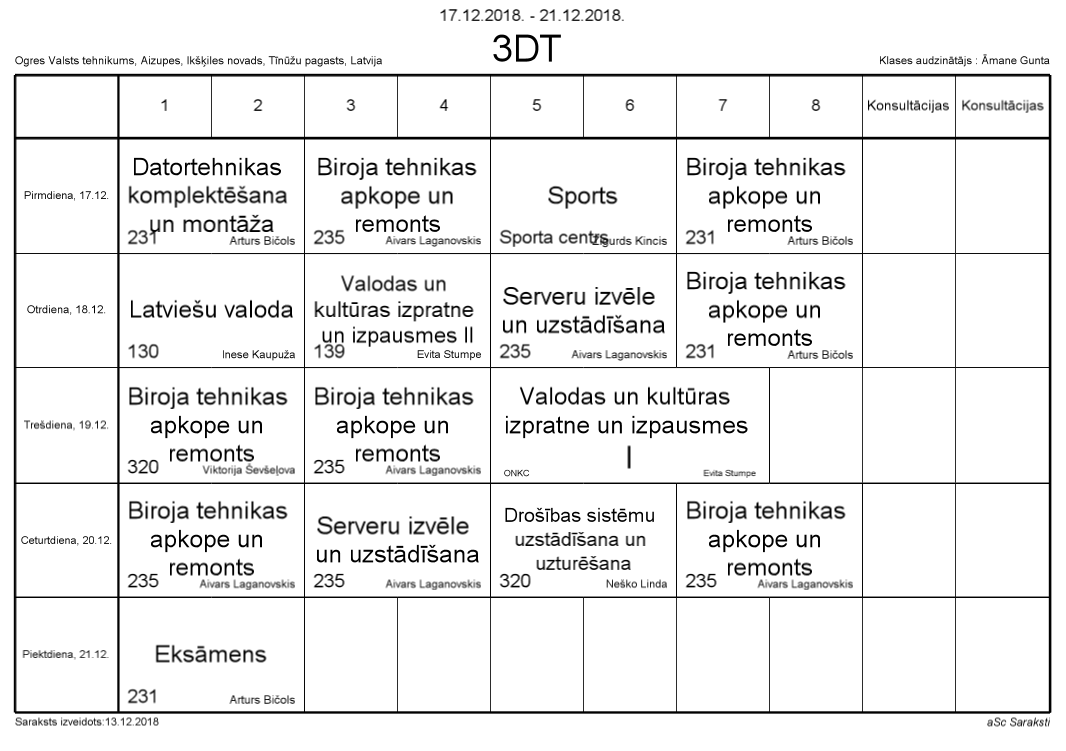 17.12.2018. - 21.12.2018.
3DT
Ogres Valsts tehnikums, Aizupes, Ikšķiles novads, Tīnūžu pagasts, Latvija
Klases audzinātājs : Āmane Gunta
1 2 3 4 5 6 7 8 Konsultācijas Konsultācijas
Pirmdiena, 17.12.
Datortehnikas
komplektēšana
un montāža
231 Arturs Bičols
Biroja tehnikas
apkope un
remonts
235 Aivars Laganovskis
Sports
Sporta centrs Zigurds Kincis
Biroja tehnikas
apkope un
remonts
231 Arturs Bičols
Otrdiena, 18.12.
Latviešu valoda
130 Inese Kaupuža
Valodas un
kultūras izpratne
un izpausmes II
139 Evita Stumpe
Serveru izvēle
un uzstādīšana
235 Aivars Laganovskis
Biroja tehnikas
apkope un
remonts
231 Arturs Bičols
Trešdiena, 19.12.
Biroja tehnikas
apkope un
remonts
320 Viktorija Ševšeļova
Biroja tehnikas
apkope un
remonts
235 Aivars Laganovskis
Valodas un kultūras
izpratne un izpausmes
I
ONKC Evita Stumpe
Ceturtdiena, 20.12.
Biroja tehnikas
apkope un
remonts
235 Aivars Laganovskis
Serveru izvēle
un uzstādīšana
235 Aivars Laganovskis
Drošības sistēmu
uzstādīšana un
uzturēšana
320 Neško Linda
Biroja tehnikas
apkope un
remonts
235 Aivars Laganovskis
Piektdiena, 21.12.
Eksāmens
231 Arturs Bičols
Saraksts izveidots:13.12.2018
aSc Saraksti